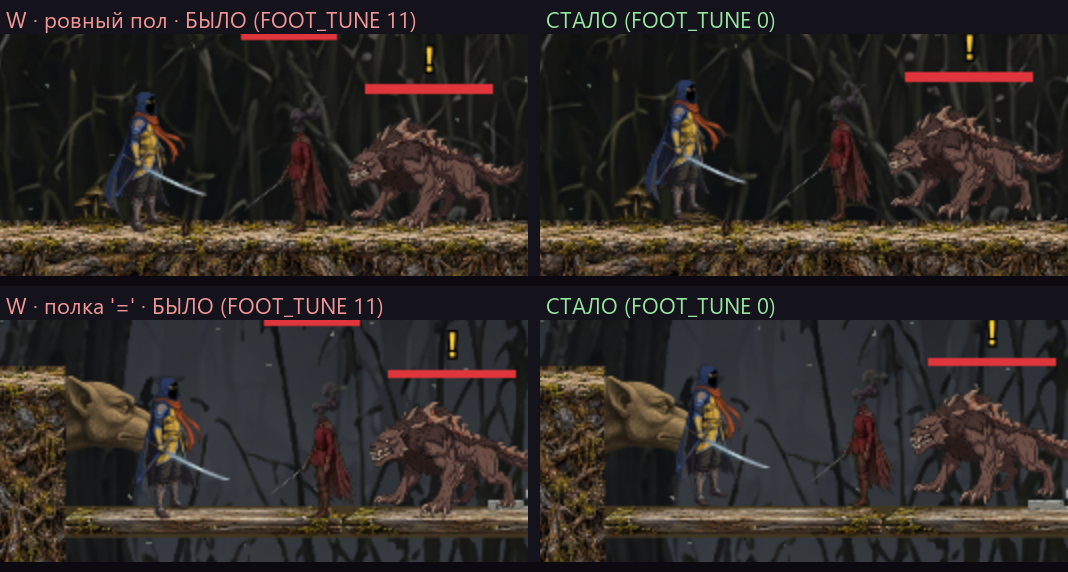 W · ровный пол · БЫЛО (FOOT_TUNE 11)
СТАЛО (FOOT_TUNE 0)
!
!
W · полка '=' · БЫЛО (FOOT_TUNE 11)
СТАЛО (FOOT_TUNE 0)
!
!